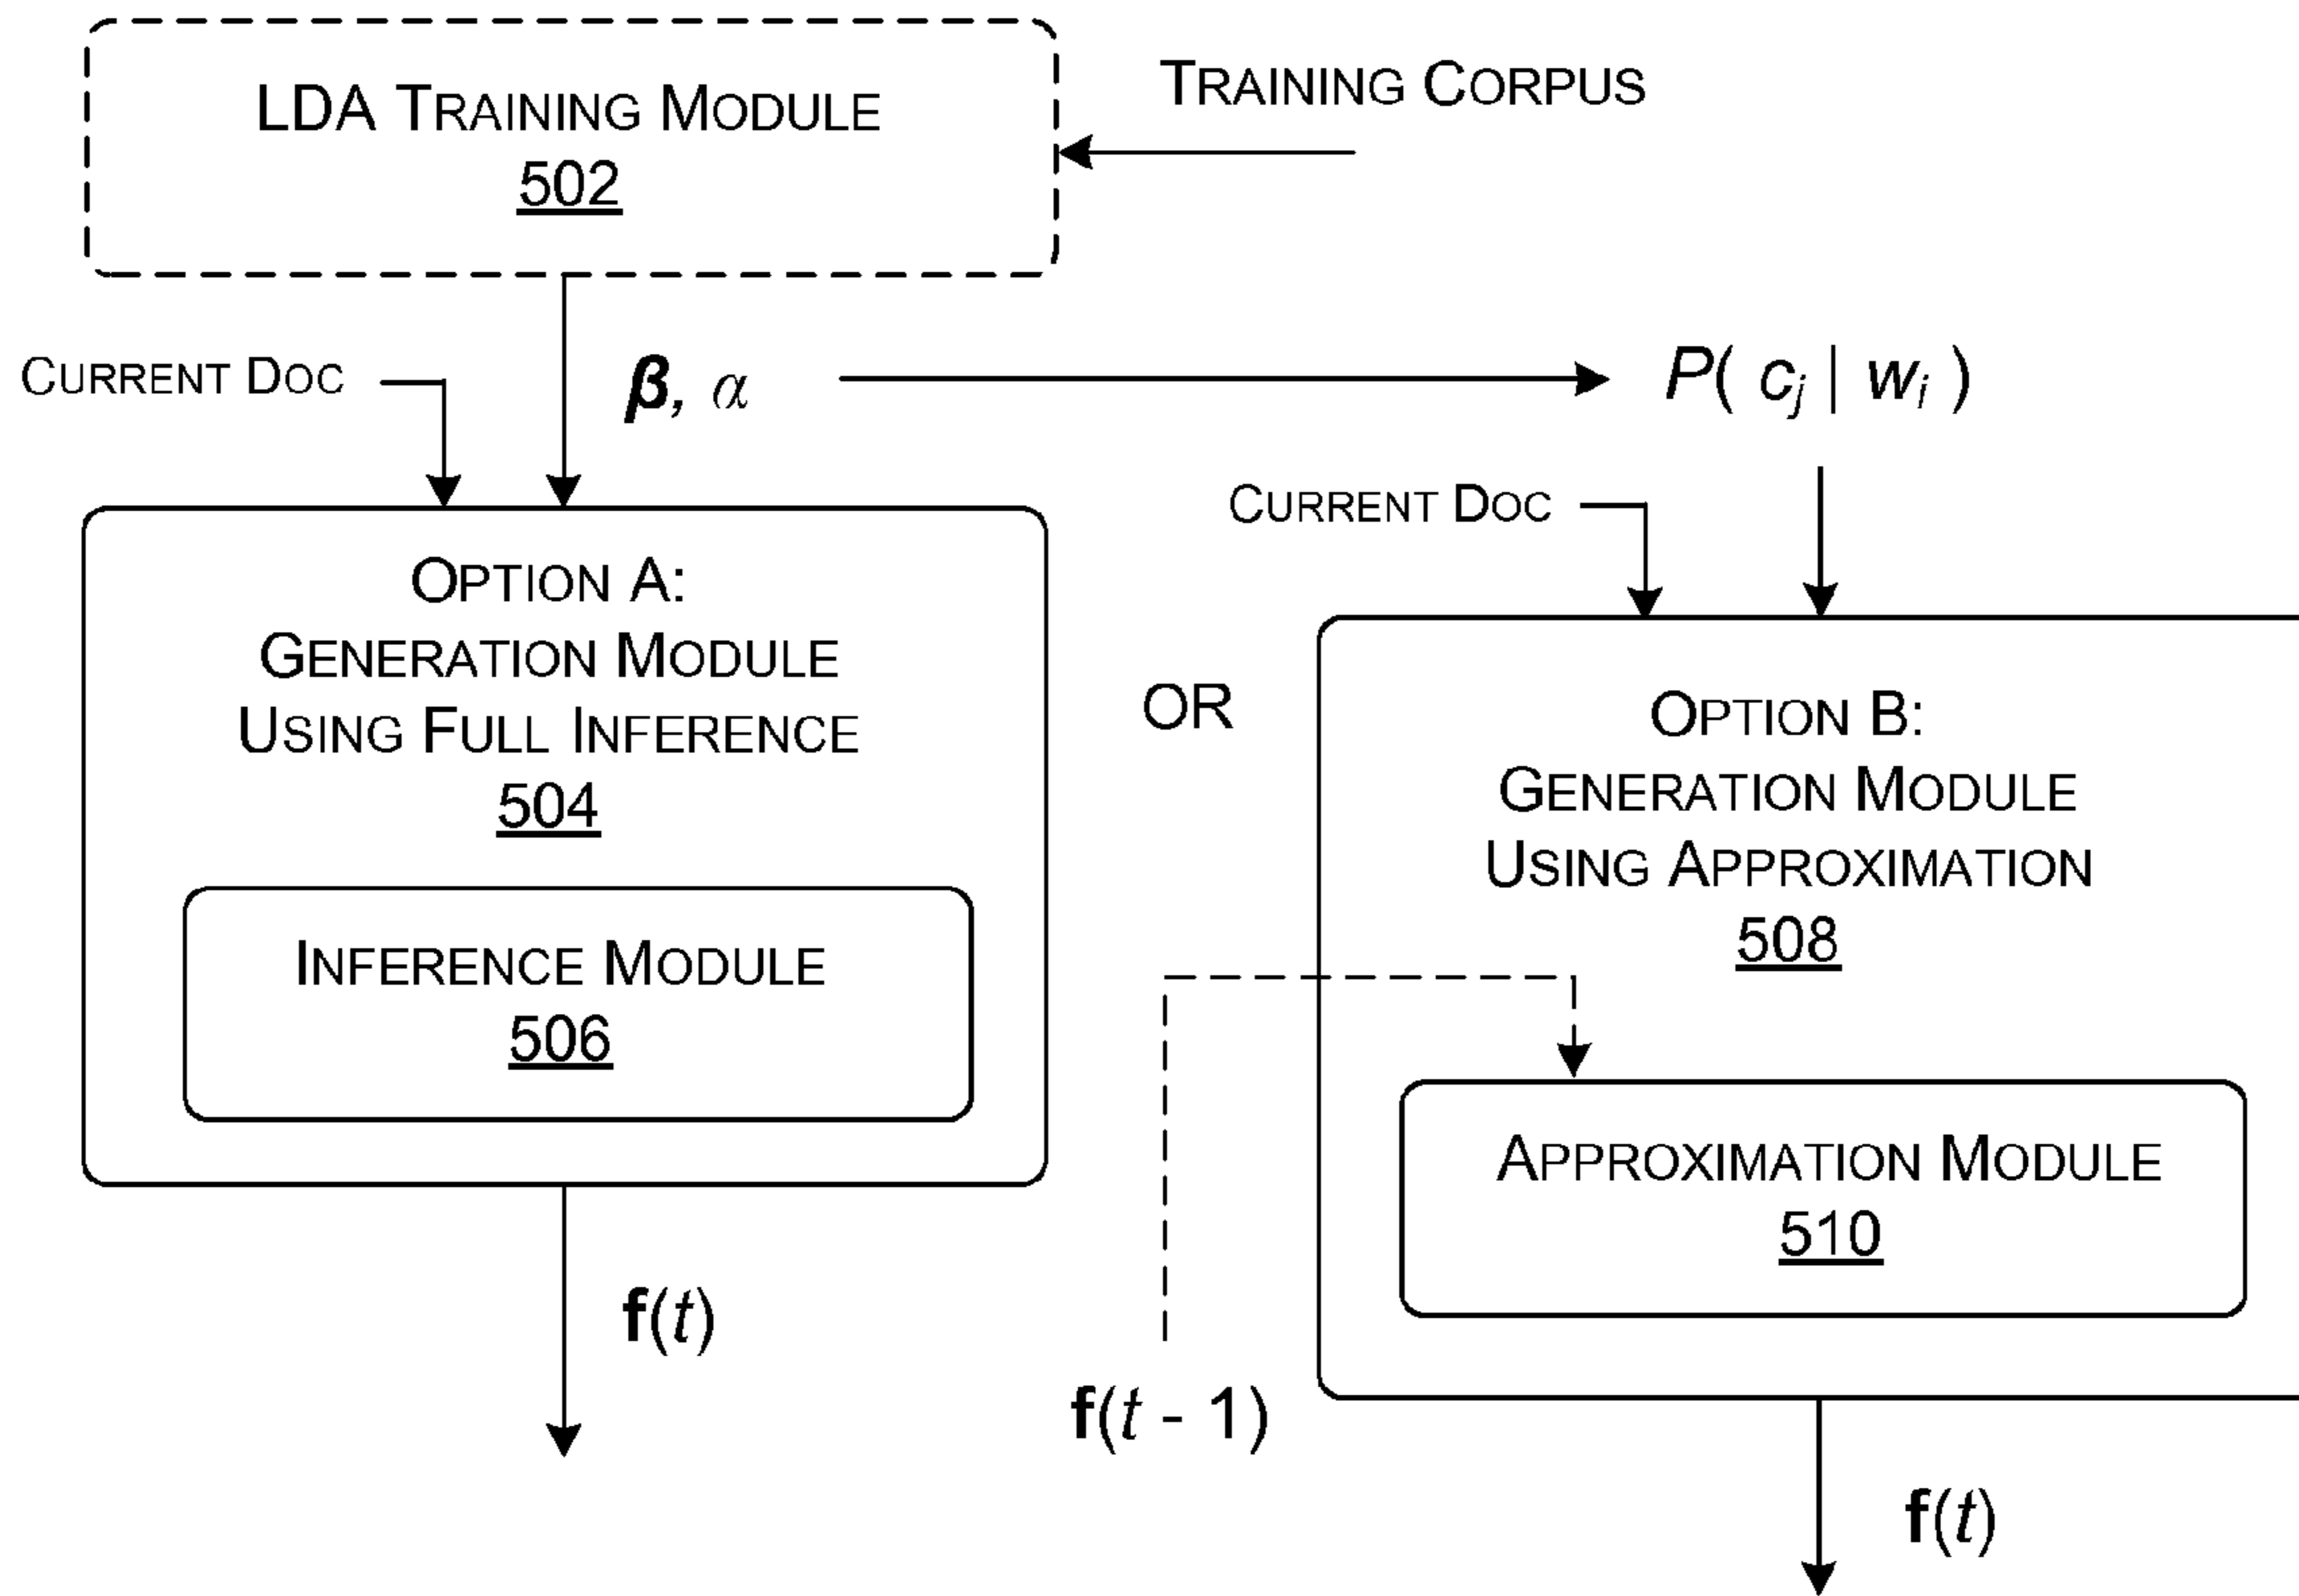 LDA TRAINING MODULE
502
TRAINING CORPUS
CURRENT DOC
β, α
P( cj | wi )
CURRENT DOC
OPTION A:
GENERATION MODULE
USING FULL INFERENCE
504
INFERENCE MODULE
506
OR
OPTION B:
GENERATION MODULE
USING APPROXIMATION
508
APPROXIMATION MODULE
510
f(t)
f(t - 1)
f(t)